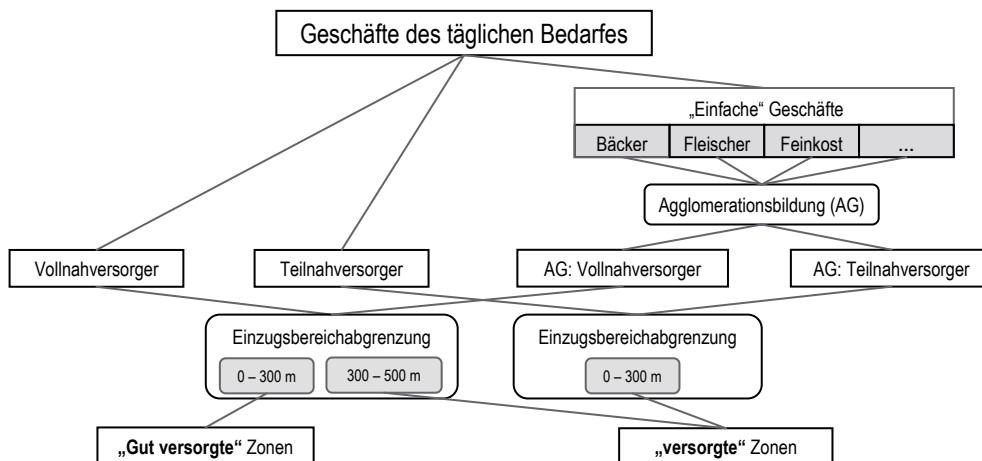 Geschäfte des täglichen Bedarfes
„Einfache“ Geschäfte
Bäcker Fleischer Feinkost ...
Agglomerationsbildung (AG)
Vollnahversorger Teilnahversorger AG: Vollnahversorger AG: Teilnahversorger
Einzugsbereichabgrenzung Einzugsbereichabgrenzung
0 – 300 m 300 – 500 m 0 – 300 m
„Gut versorgte“ Zonen „versorgte“ Zonen